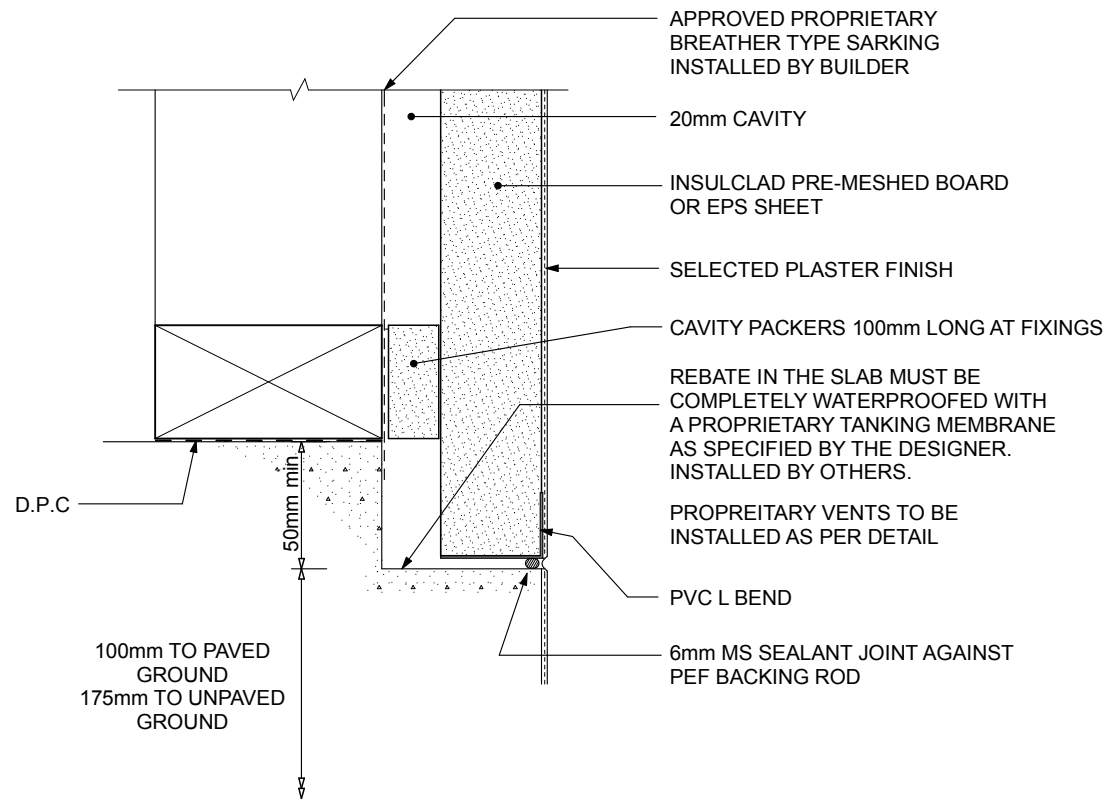 APPROVED PROPRIETARY
BREATHER TYPE SARKING
INSTALLED BY BUILDER
20mm CAVITY
INSULCLAD PRE-MESHED BOARD
OR EPS SHEET
SELECTED PLASTER FINISH
CAVITY PACKERS 100mm LONG AT FIXINGS
REBATE IN THE SLAB MUST BE
COMPLETELY WATERPROOFED WITH
A PROPRIETARY TANKING MEMBRANE
AS SPECIFIED BY THE DESIGNER.
INSTALLED BY OTHERS.
PROPREITARY VENTS TO BE
INSTALLED AS PER DETAIL
PVC L BEND
6mm MS SEALANT JOINT AGAINST
PEF BACKING ROD
D.P.C
50mm min
100mm TO PAVED
GROUND
175mm TO UNPAVED
GROUND